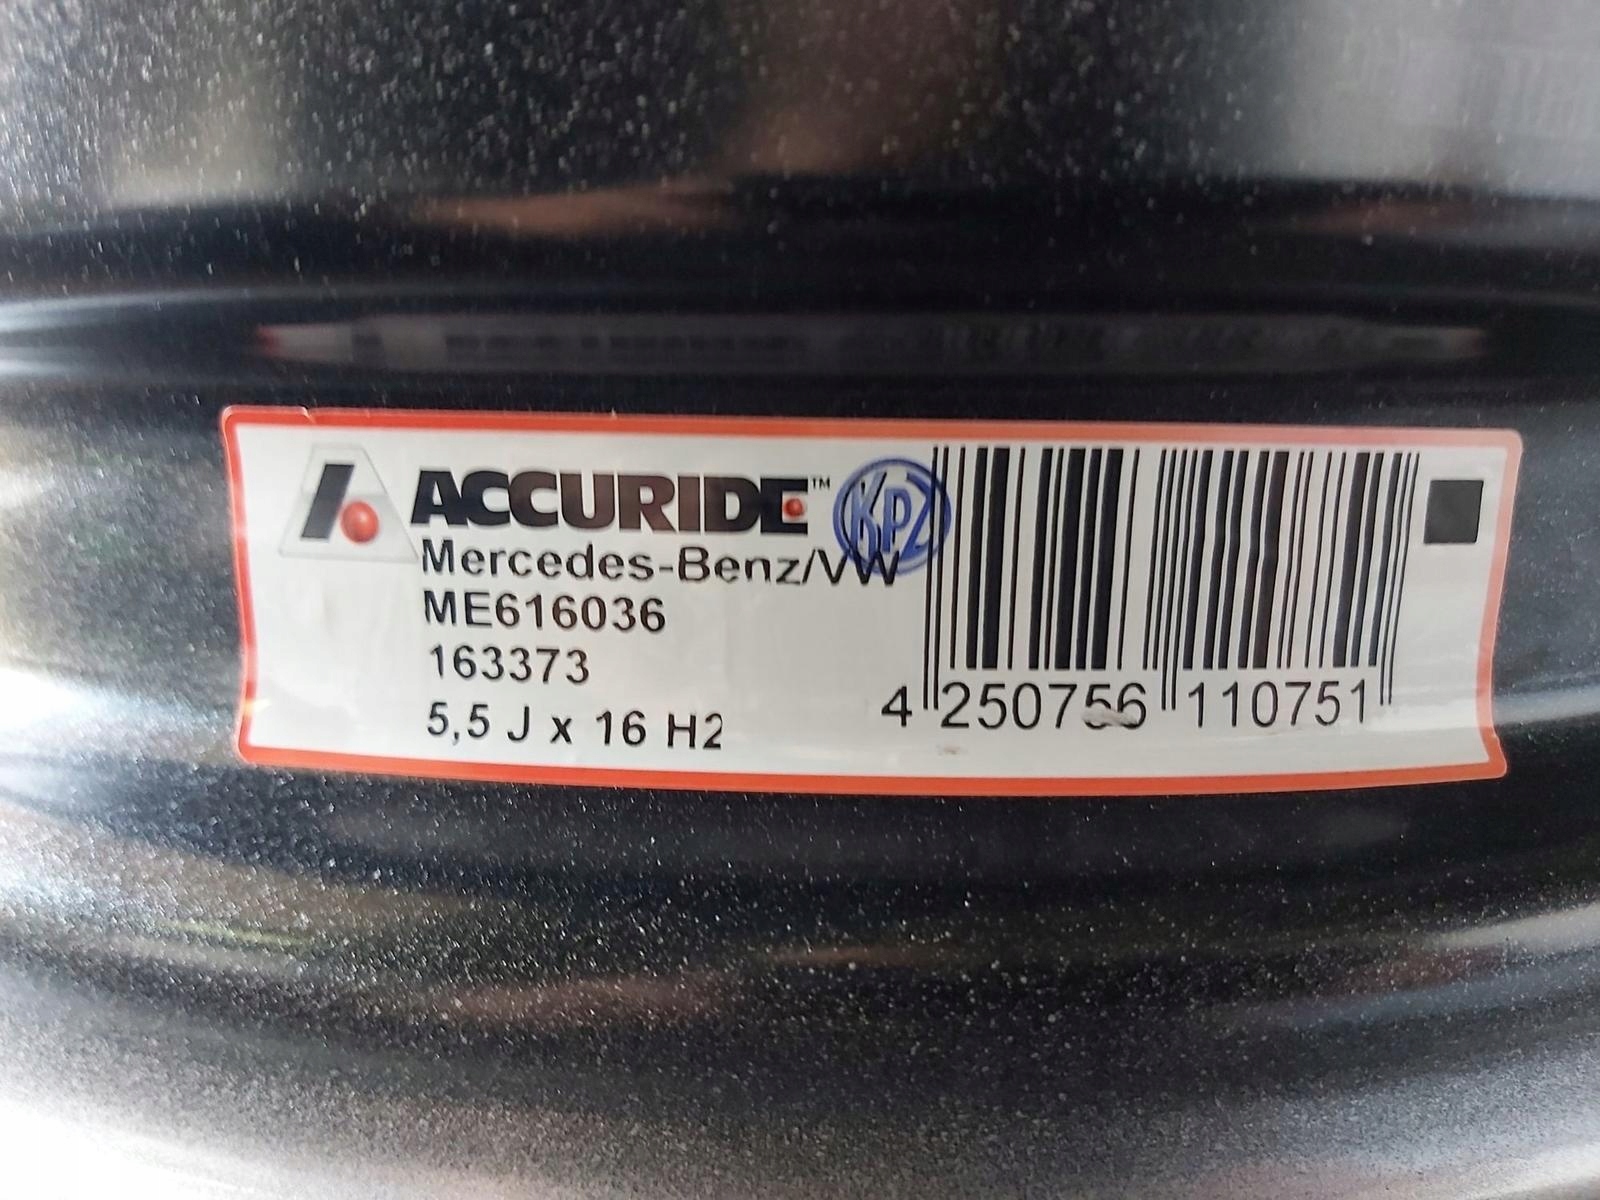 ACCURIDE™
KPZ
Mercedes-Benz/VW
ME616036
163373
5,5 J x 16 H2
4 250756 110751